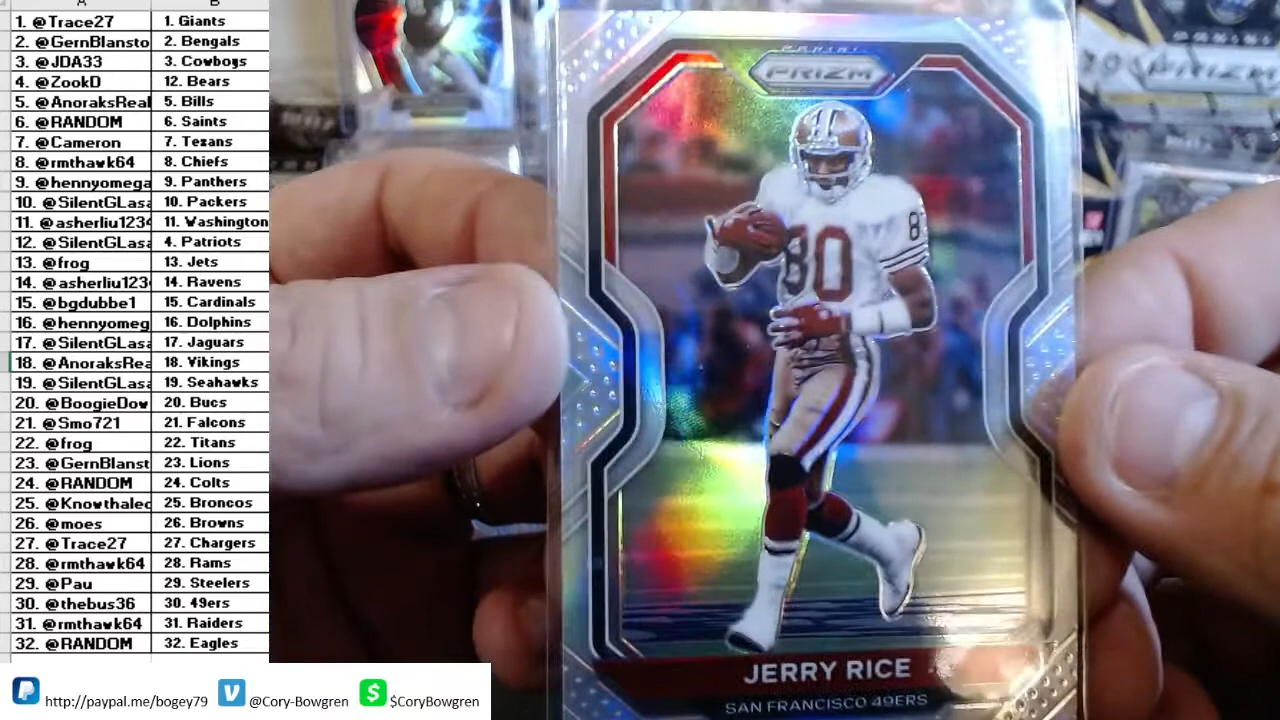 A B
1. @Trace27 1. Giants
2. @GernBlansto 2. Bengals
3. @JDA33 3. Cowboys
4. @ZookD 12. Bears
5. @AnoraksReal 5. Bills
6. @RANDOM 6. Saints
7. @Cameron 7. Texans
8. @rmthawk64 8. Chiefs
9. @hennyomega 9. Panthers
10. @SilentGLasa 10. Packers
11. @asherliu1234 11. Washington
12. @SilentGLasa 4. Patriots
13. @frog 13. Jets
14. @asherliu123 14. Ravens
15. @bgdubbe1 15. Cardinals
16. @hennyomeg 16. Dolphins
17. @SilentGLasa 17. Jaguars
18. @AnoraksRea 18. Vikings
19. @SilentGLasa 19. Seahawks
20. @BoogieDow 20. Bucs
21. @Smo721 21. Falcons
22. @frog 22. Titans
23. @GernBlanst 23. Lions
24. @RANDOM 24. Colts
25. @Knowthaled 25. Broncos
26. @moes 26. Browns
27. @Trace27 27. Chargers
28. @rmthawk64 28. Rams
29. @Pau 29. Steelers
30. @thebus36 30. 49ers
31. @rmthawk64 31. Raiders
32. @RANDOM 32. Eagles
http://paypal.me/bogey79 @Cory-Bowgren $CoryBowgren
PANINI
PRIZM
80
8
JERRY RICE
SAN FRANCISCO 49ERS
PRIZM